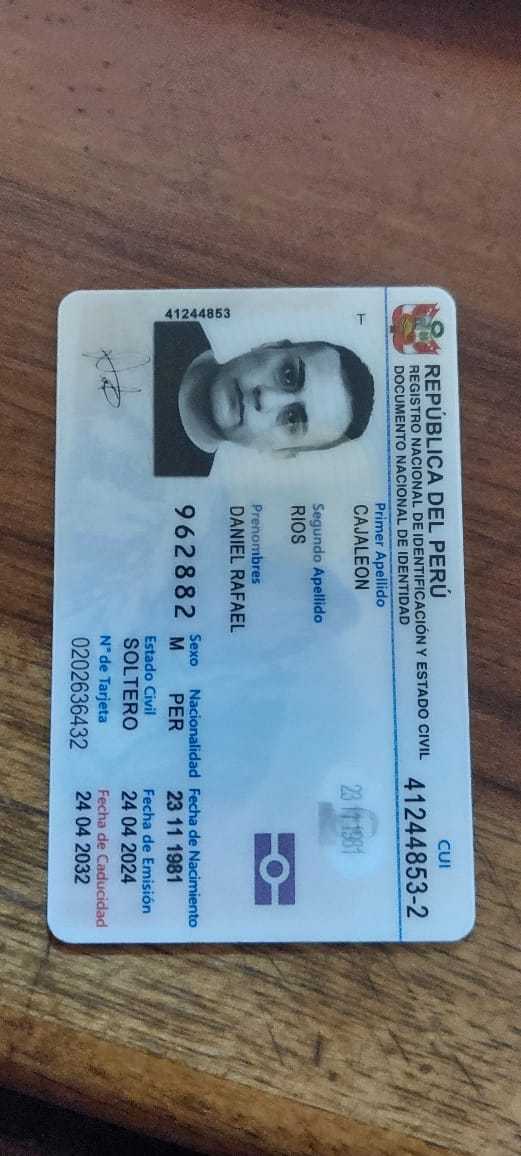 REPÚBLICA DEL PERÚ
REGISTRO NACIONAL DE IDENTIFICACIÓN Y ESTADO CIVIL
DOCUMENTO NACIONAL DE IDENTIDAD
CUI
41244853-2
T
Primer Apellido
CAJALEON
Segundo Apellido
RIOS
Prenombres
DANIEL RAFAEL
23 11 1981
41244853
962882
Sexo Nacionalidad Fecha de Nacimiento
M PER 23 11 1981
Estado Civil Fecha de Emisión
SOLTERO 24 04 2024
N° de Tarjeta Fecha de Caducidad
0202636432 24 04 2032